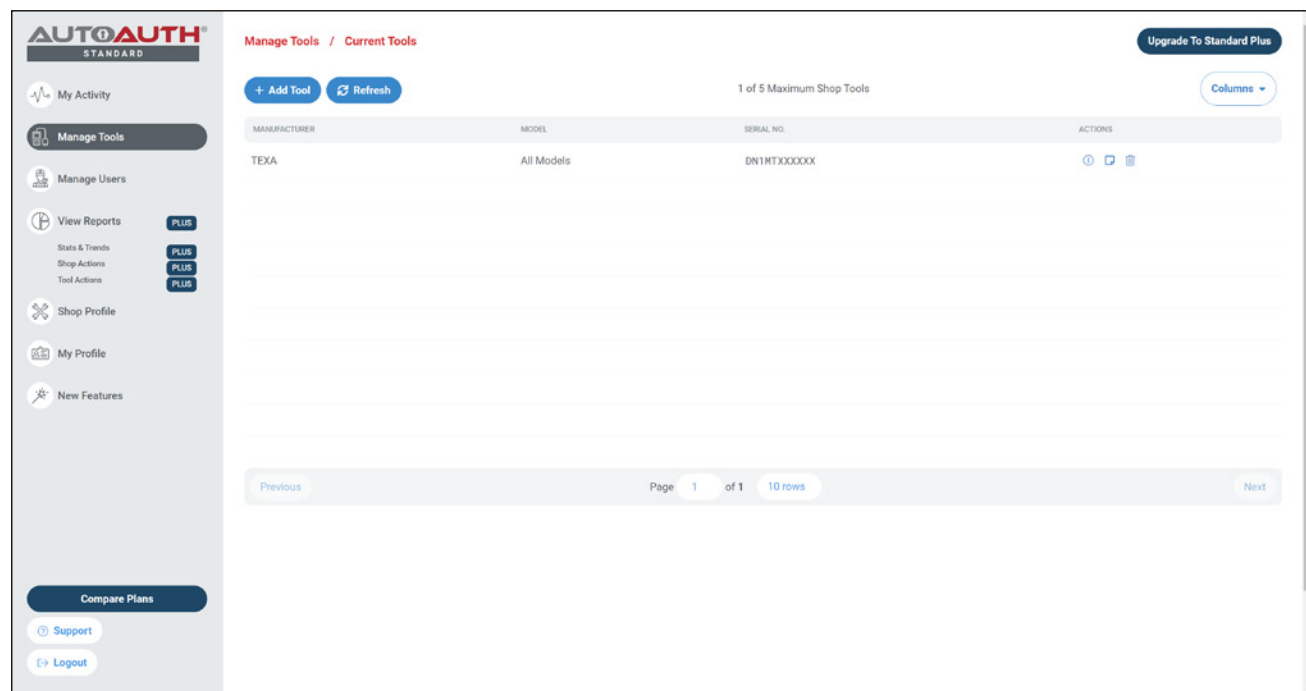 AUTOAUTH®
STANDARD
My Activity
Manage Tools
Manage Users
View Reports PLUS
Stats & Trends PLUS
Shop Actions PLUS
Tool Actions PLUS
Shop Profile
My Profile
New Features
Compare Plans
Support
Logout
Manage Tools / Current Tools
Upgrade To Standard Plus
+ Add Tool Refresh 1 of 5 Maximum Shop Tools Columns
MANUFACTURER MODEL SERIAL NO. ACTIONS
TEXA All Models DN1MTXXXXXX
Previous Page 1 of 1 10 rows Next